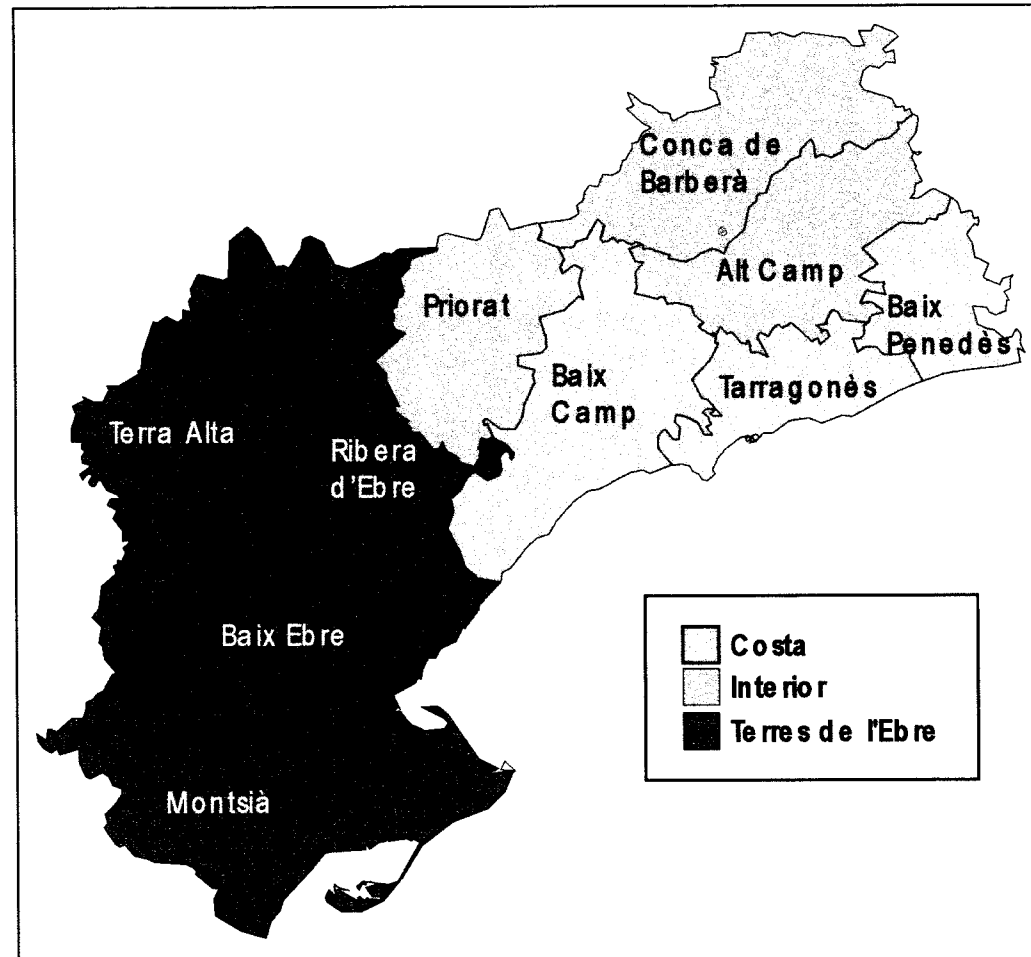 Conca de
Barberà
Alt Camp
Priorat
Baix
Penedès
Baix
Camp
Tarragonès
Terra Alta
Ribera
d'Ebre
Baix Ebre
Montsià
Costa
Interior
Terres de l'Ebre